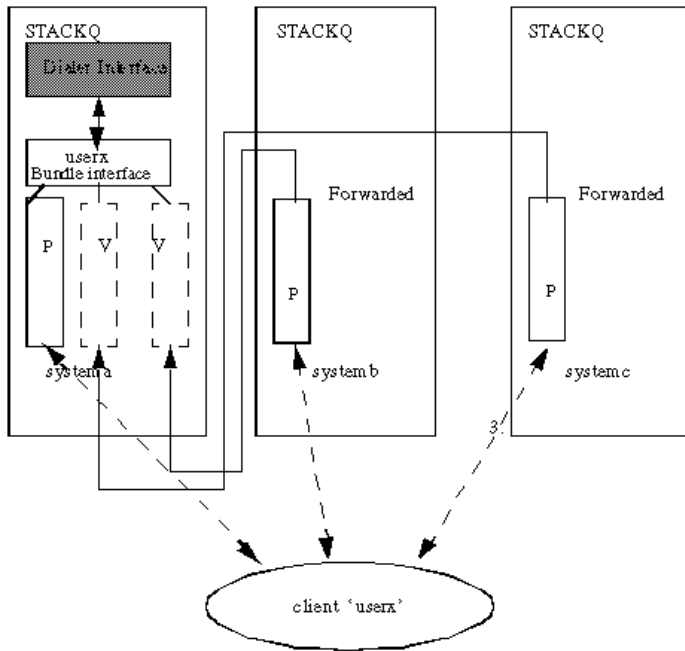 STACKQ
STACKQ
STACKQ
Dialer Interface
userx
Bundle interface
Forwarded
Forwarded
P
V
V
P
P
systema
systemb
systemc
3.
client 'userx'